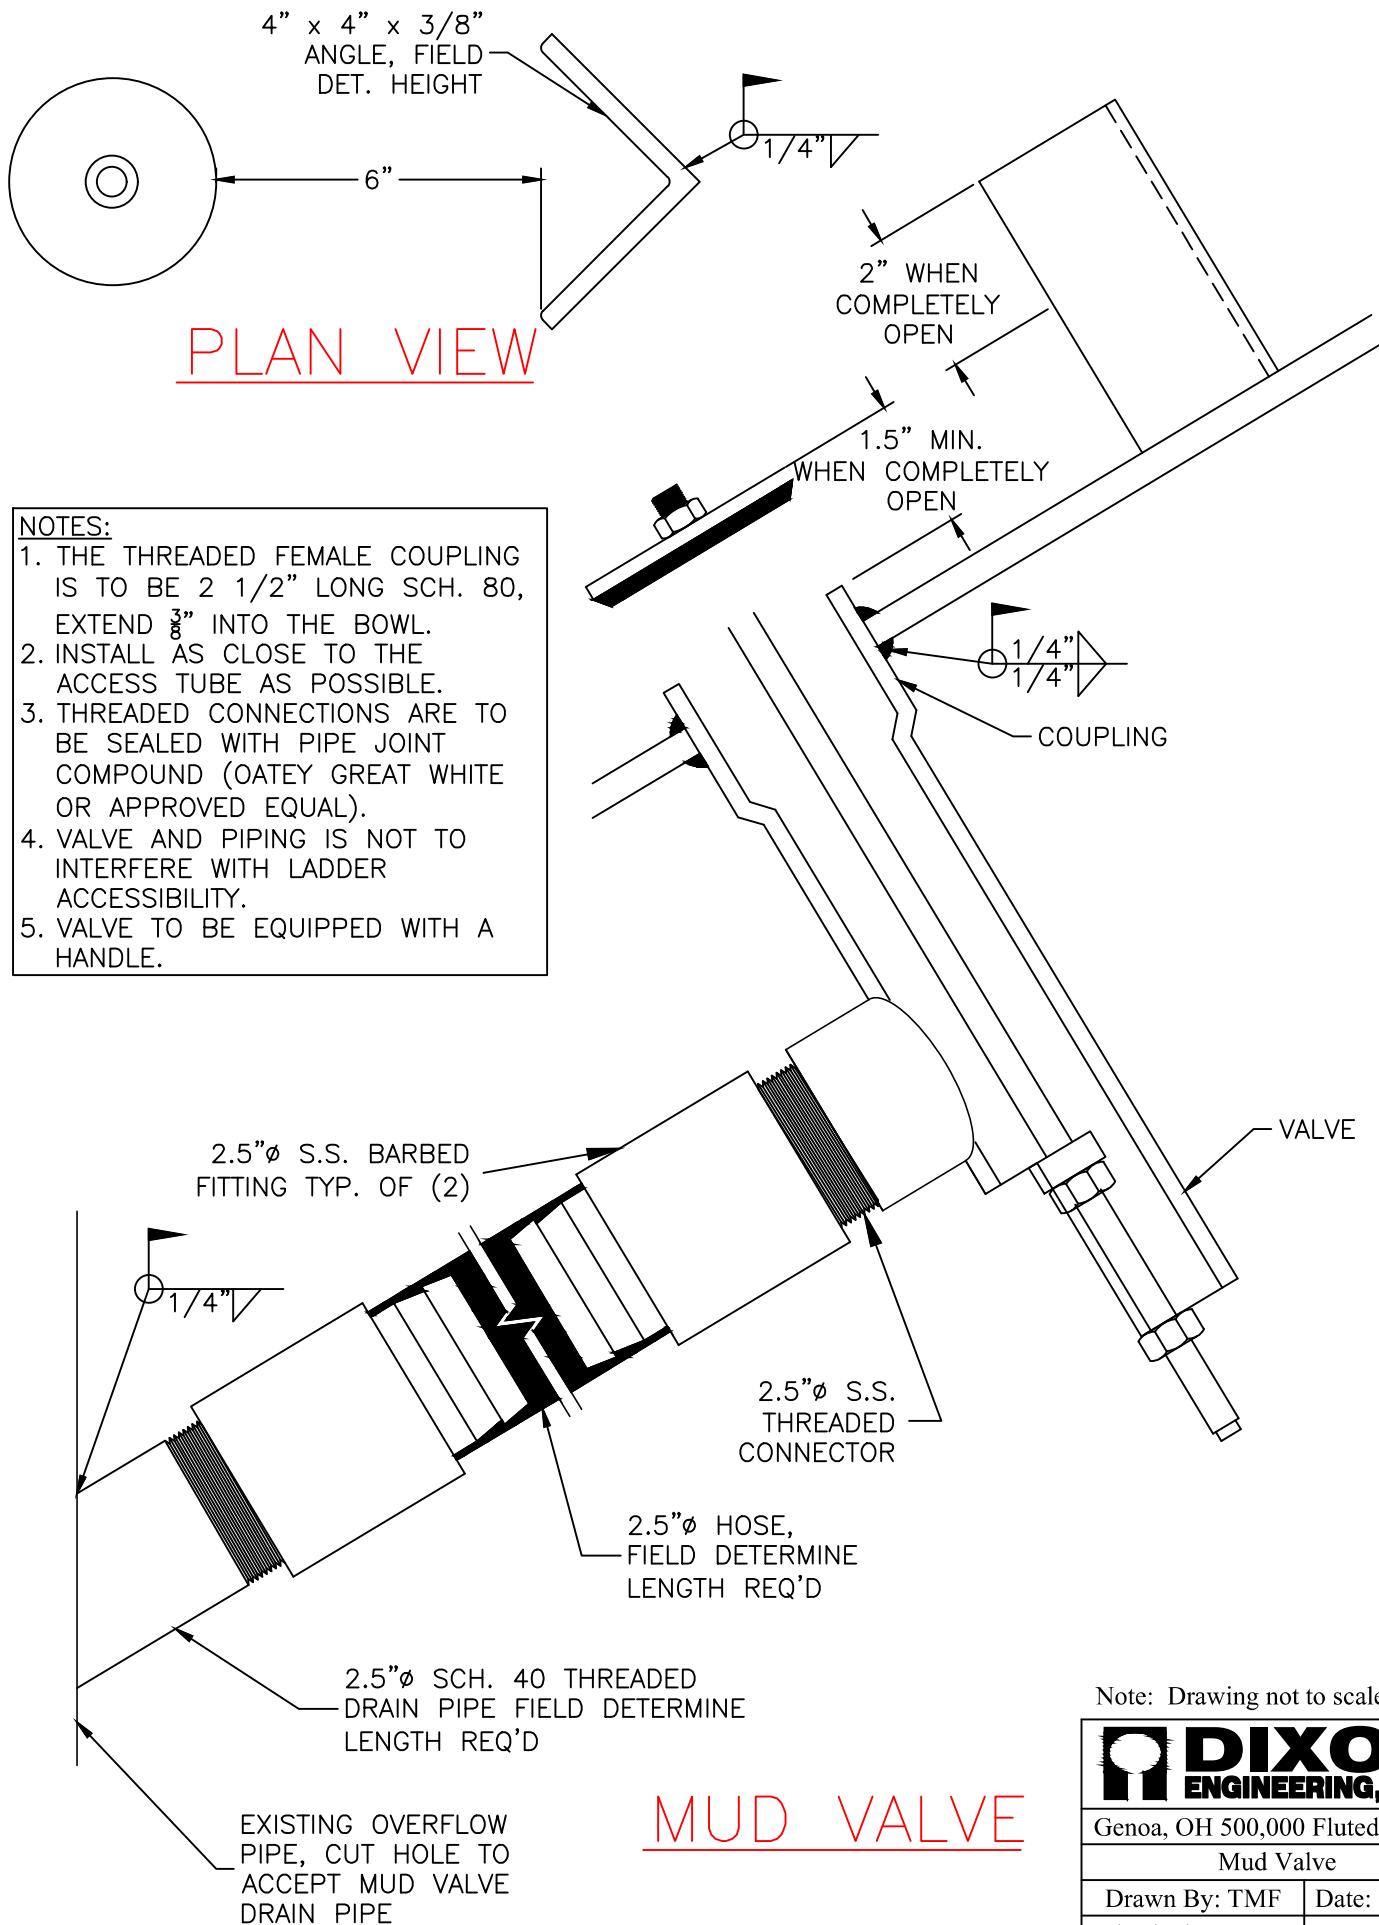 4” x 4” x 3/8”
ANGLE, FIELD
DET. HEIGHT
1/4”
6”
PLAN VIEW
2” WHEN
COMPLETELY
OPEN
1.5” MIN.
WHEN COMPLETELY
OPEN
NOTES:
1. THE THREADED FEMALE COUPLING
IS TO BE 2 1/2” LONG SCH. 80,
EXTEND 3/8” INTO THE BOWL.
2. INSTALL AS CLOSE TO THE
ACCESS TUBE AS POSSIBLE.
3. THREADED CONNECTIONS ARE TO
BE SEALED WITH PIPE JOINT
COMPOUND (OATEY GREAT WHITE
OR APPROVED EQUAL).
4. VALVE AND PIPING IS NOT TO
INTERFERE WITH LADDER
ACCESSIBILITY.
5. VALVE TO BE EQUIPPED WITH A
HANDLE.
1/4”
1/4”
COUPLING
VALVE
2.5”ø S.S. BARBED
FITTING TYP. OF (2)
1/4”
2.5”ø S.S.
THREADED
CONNECTOR
2.5”ø HOSE,
FIELD DETERMINE
LENGTH REQ'D
2.5”ø SCH. 40 THREADED
DRAIN PIPE FIELD DETERMINE
LENGTH REQ'D
EXISTING OVERFLOW
PIPE, CUT HOLE TO
ACCEPT MUD VALVE
DRAIN PIPE
MUD VALVE
Note: Drawing not to scale
DIXO
ENGINEERING,
Genoa, OH 500,000 Fluted
Mud Valve
Drawn By: TMF
Date: